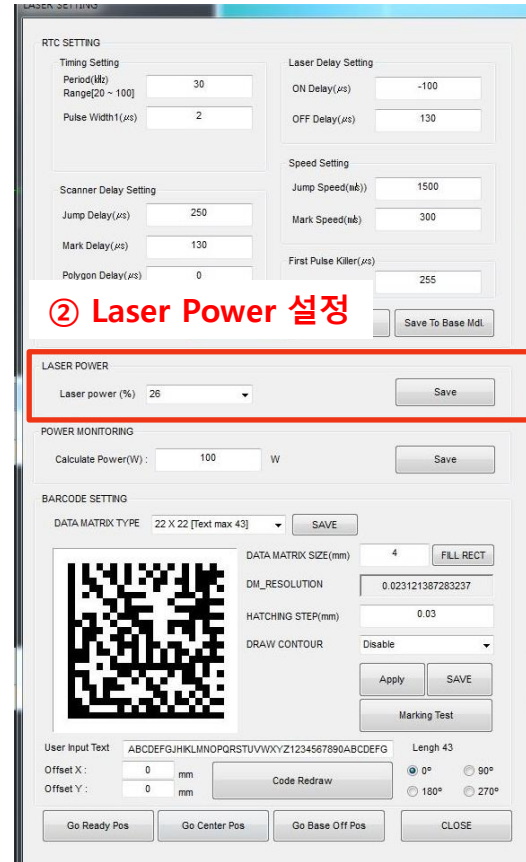 LASER SETTING
RTC SETTING
Timing Setting
Period(㎑)
Range[20 ~ 100]
30
Pulse Width1(㎲)
2
Laser Delay Setting
ON Delay(㎲)
-100
OFF Delay(㎲)
130
Scanner Delay Setting
Jump Delay(㎲)
250
Mark Delay(㎲)
130
Polygon Delay(㎲)
0
Speed Setting
Jump Speed(㎧))
1500
Mark Speed(㎧)
300
First Pulse Killer(㎲)
255
② Laser Power 설정
Save To Base Mdl.
LASER POWER
Laser power (%)
26
Save
POWER MONITORING
Calculate Power(W) :
100
W
Save
BARCODE SETTING
DATA MATRIX TYPE
22 X 22 [Text max 43]
SAVE
DATA MATRIX SIZE(mm)
4
FILL RECT
DM_RESOLUTION
0.023121387283237
HATCHING STEP(mm)
0.03
DRAW CONTOUR
Disable
Apply
SAVE
Marking Test
User Input Text
ABCDEFGJHIKLMNOPQRSTUVWXYZ1234567890ABCDEFG
Lengh 43
Offset X :
0
mm
Offset Y :
0
mm
Code Redraw
0º
90º
180º
270º
Go Ready Pos
Go Center Pos
Go Base Off Pos
CLOSE